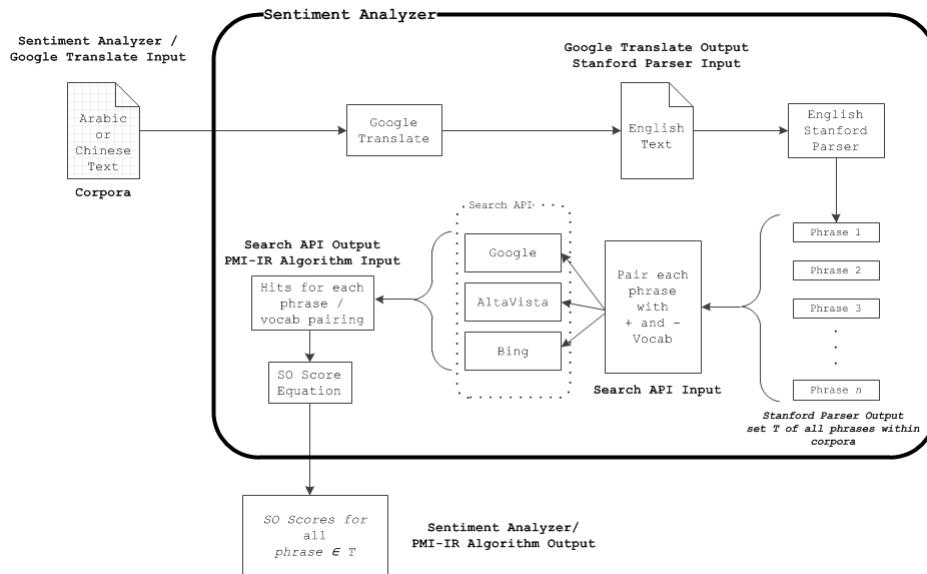 Sentiment Analyzer
Sentiment Analyzer /
Google Translate Input
Google Translate Output
Stanford Parser Input
Arabic
or
Chinese
Text
Corpora
Google
Translate
English
Text
English
Stanford
Parser
Phrase 1
Phrase 2
Phrase 3
.
.
.
Phrase n
Stanford Parser Output
set T of all phrases within
corpora
Pair each
phrase
with
+ and -
Vocab
Search API Input
Search API
Google
AltaVista
Bing
Search API Output
PMI-IR Algorithm Input
Hits for each
phrase /
vocab pairing
SO Score
Equation
SO Scores for
all
phrase ∈ T
Sentiment Analyzer/
PMI-IR Algorithm Output